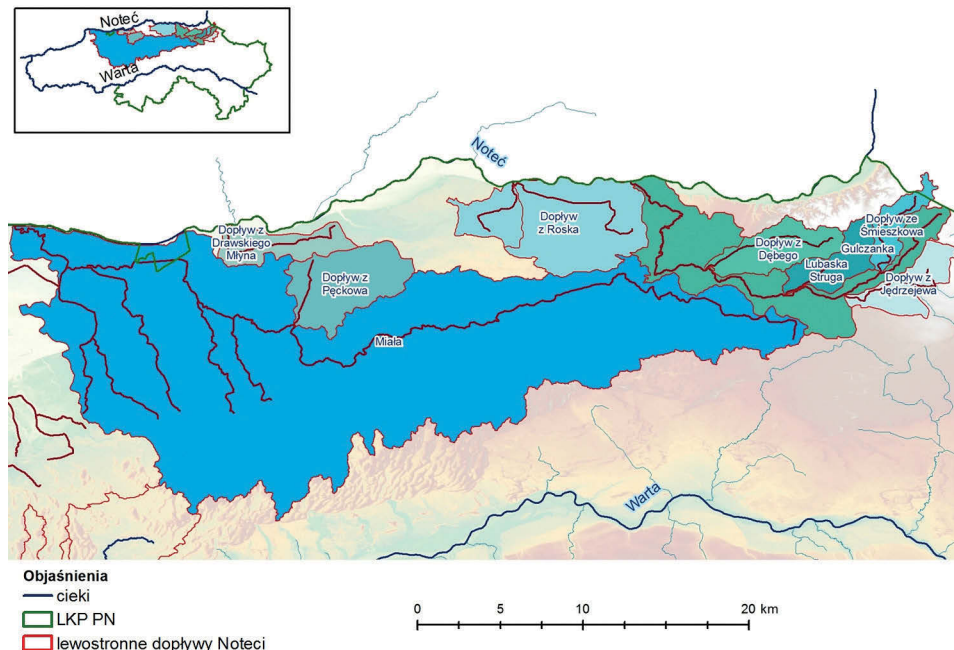 Noteć
Warta
Noteć
Dopływ z
Drawskiego
Młyna
Dopływ z
Pęckowa
Dopływ
z Roska
Dopływ z
Dębego
Dopływ ze
Śmieszkowa
Gulczanka
Lubaska
Struga
Dopływ z
Jędrzejewa
Miała
Warta
Objaśnienia
cieki
LKP PN
lewostronne dopływy Noteci
0 5 10 20 km